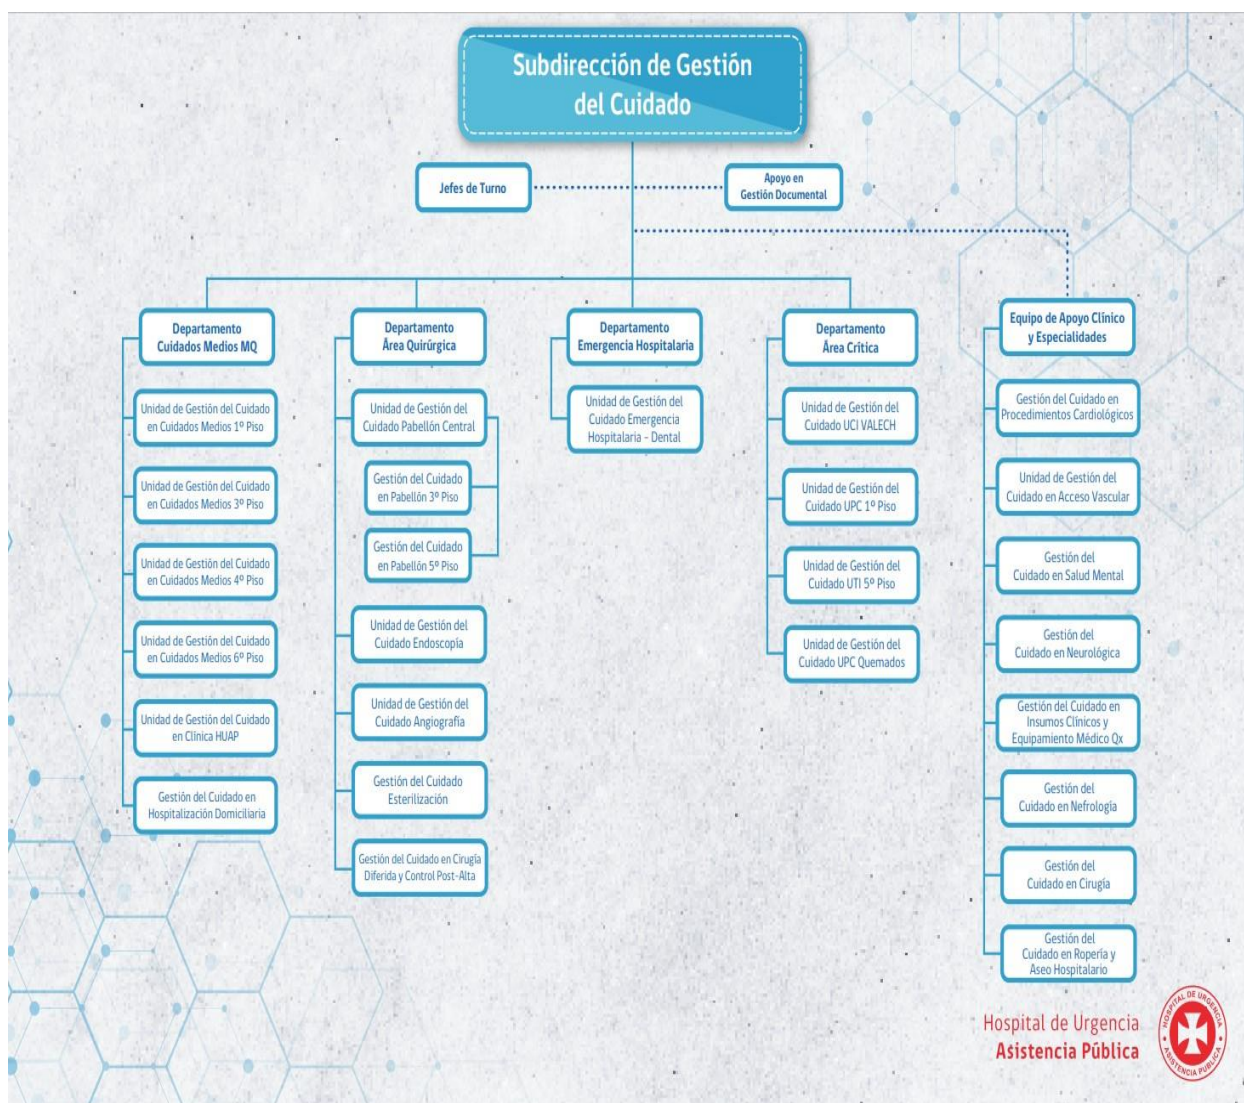 Subdirección de Gestión
del Cuidado
Jefes de Turno
Apoyo en
Gestión Documental
Departamento
Cuidados Medios MQ
Unidad de Gestión del Cuidado
en Cuidados Medios 1º Piso
Unidad de Gestión del Cuidado
en Cuidados Medios 3º Piso
Unidad de Gestión del Cuidado
en Cuidados Medios 4º Piso
Unidad de Gestión del Cuidado
en Cuidados Medios 6º Piso
Unidad de Gestión del Cuidado
en Clínica HUAP
Gestión del Cuidado en
Hospitalización Domiciliaria
Departamento
Área Quirúrgica
Unidad de Gestión del
Cuidado Pabellón Central
Gestión del Cuidado
en Pabellón 3º Piso
Gestión del Cuidado
en Pabellón 5º Piso
Unidad de Gestión del
Cuidado Endoscopía
Unidad de Gestión del
Cuidado Angiografía
Gestión del Cuidado
Esterilización
Gestión del Cuidado en Cirugía
Diferida y Control Post-Alta
Departamento
Emergencia Hospitalaria
Unidad de Gestión del
Cuidado Emergencia
Hospitalaria - Dental
Departamento
Área Crítica
Unidad de Gestión del
Cuidado UCI VALECH
Unidad de Gestión del
Cuidado UPC 1º Piso
Unidad de Gestión del
Cuidado UTI 5º Piso
Unidad de Gestión del
Cuidado UPC Quemados
Equipo de Apoyo Clínico
y Especialidades
Gestión del Cuidado en
Procedimientos Cardiológicos
Unidad de Gestión del
Cuidado en Acceso Vascular
Gestión del
Cuidado en Salud Mental
Gestión del
Cuidado en Neurológica
Gestión del Cuidado en
Insumos Clínicos y
Equipamiento Médico Qx
Gestión del
Cuidado en Nefrología
Gestión del
Cuidado en Cirugía
Gestión del
Cuidado en Ropería y
Aseo Hospitalario
Hospital de Urgencia
Asistencia Pública
HOSPITAL DE URGENCIA
ASISTENCIA PUBLICA